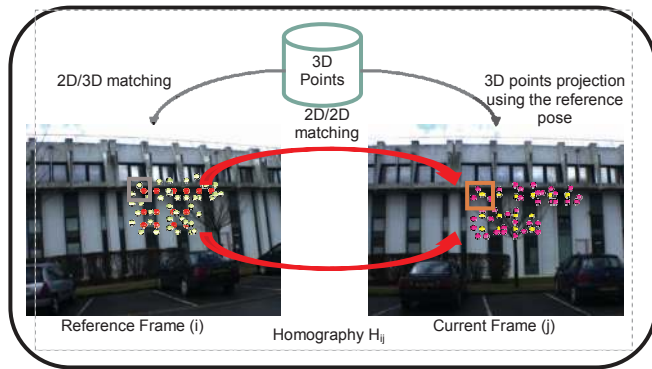 3D
Points
2D/3D matching
2D/2D
matching
3D points projection
using the reference
pose
Reference Frame (i)
Homography Hij
Current Frame (j)